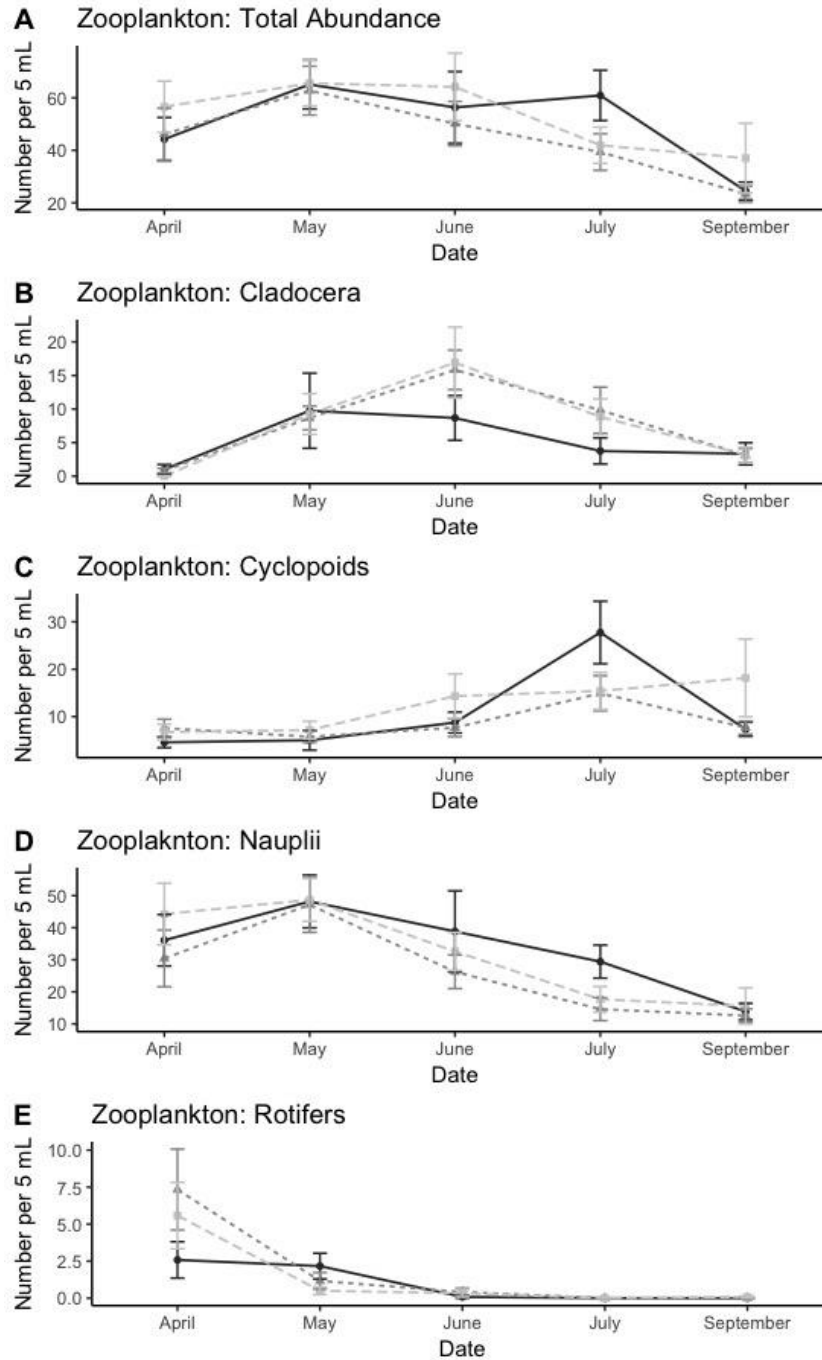 A Zooplankton: Total Abundance
Number per 5 mL
60
40
20
April May June July September
Date
B Zooplankton: Cladocera
Number per 5 mL
20
15
10
5
0
April May June July September
Date
C Zooplankton: Cyclopoids
Number per 5 mL
30
20
10
April May June July September
Date
D Zooplaknton: Nauplii
Number per 5 mL
50
40
30
20
10
April May June July September
Date
E Zooplankton: Rotifers
Number per 5 mL
10.0
7.5
5.0
2.5
0.0
April May June July September
Date